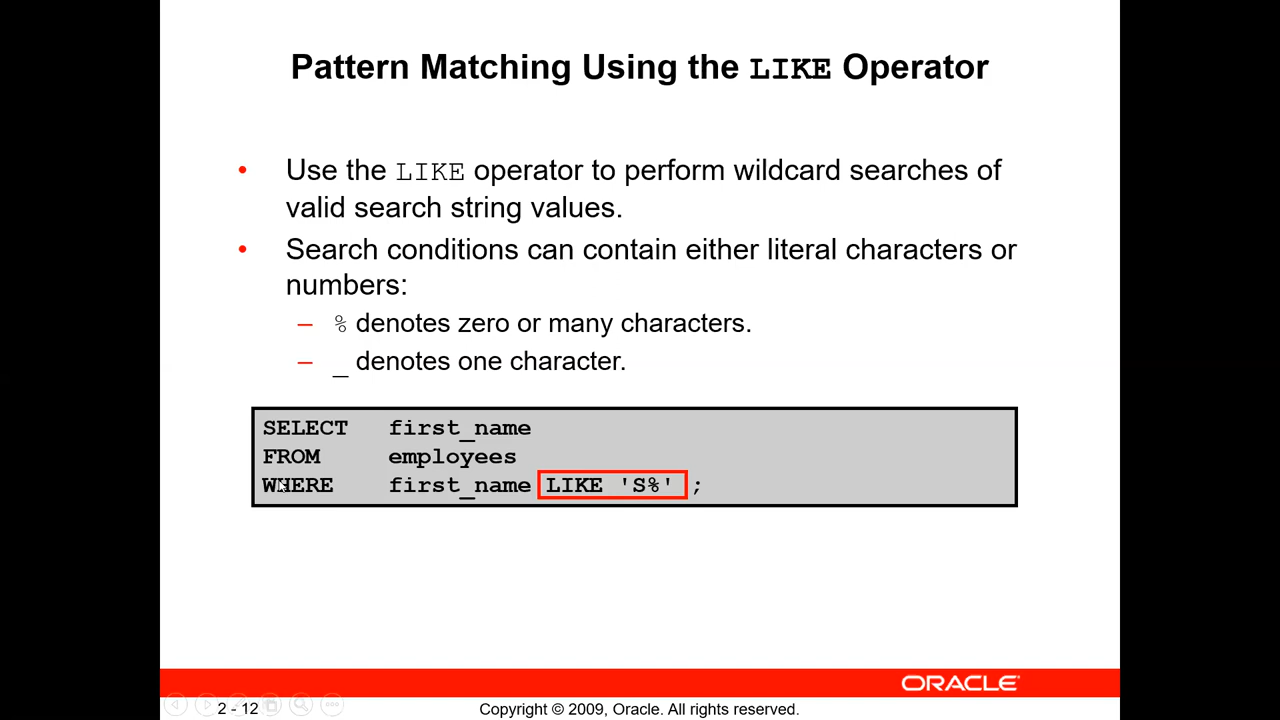 Pattern Matching Using the LIKE Operator
• Use the LIKE operator to perform wildcard searches of
valid search string values.
• Search conditions can contain either literal characters or
numbers:
– % denotes zero or many characters.
– _ denotes one character.
SELECT first_name
FROM employees
WHERE first_name LIKE 'S%' ;
ORACLE
2 - 12 Copyright © 2009, Oracle. All rights reserved.